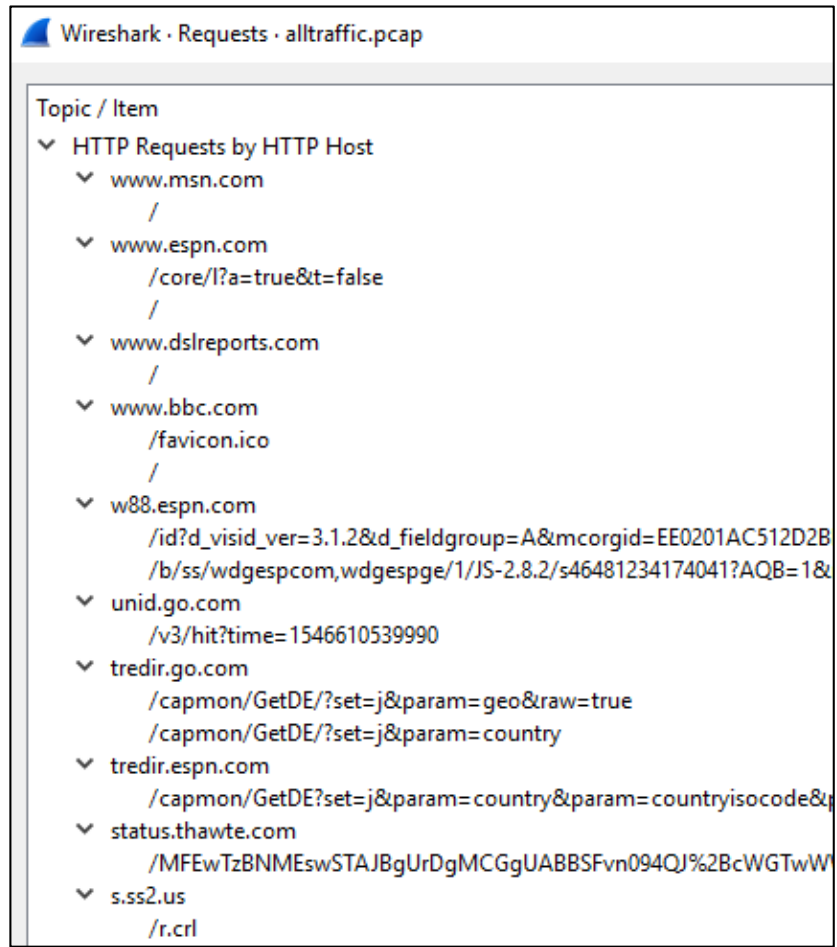 Wireshark · Requests · alltraffic.pcap
Topic / Item
HTTP Requests by HTTP Host
www.msn.com
/
www.espn.com
/core/l?a=true&t=false
/
www.dslreports.com
/
www.bbc.com
/favicon.ico
/
w88.espn.com
/id?d_visid_ver=3.1.2&d_fieldgroup=A&mcorgid=EE0201AC512D2B
/b/ss/wdgespcom,wdgespge/1/JS-2.8.2/s46481234174041?AQB=1&
unid.go.com
/v3/hit?time=1546610539990
tredir.go.com
/capmon/GetDE/?set=j&param=geo&raw=true
/capmon/GetDE/?set=j&param=country
tredir.espn.com
/capmon/GetDE?set=j&param=country&param=countryisocode&p
status.thawte.com
/MFEwTzBNMEswSTAJBgUrDgMCGgUABBSFvn094QJ%2BcWGTwWV
s.ss2.us
/r.crl